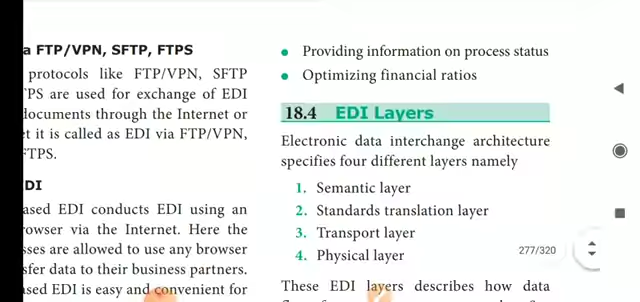 a FTP/VPN, SFTP, FTPS
protocols like FTP/VPN, SFTP
are used for exchange of EDI
documents through the Internet or
it is called as EDI via FTP/VPN,
DI
ased EDI conducts EDI using an
rowser via the Internet. Here the
sses are allowed to use any browser
sfer data to their business partners.
ased EDI is easy and convenient for
Providing information on process status
Optimizing financial ratios
18.4 EDI Layers
Electronic data interchange architecture
specifies four different layers namely
1. Semantic layer
2. Standards translation layer
3. Transport layer
4. Physical layer
277/320
These EDI layers describes how data